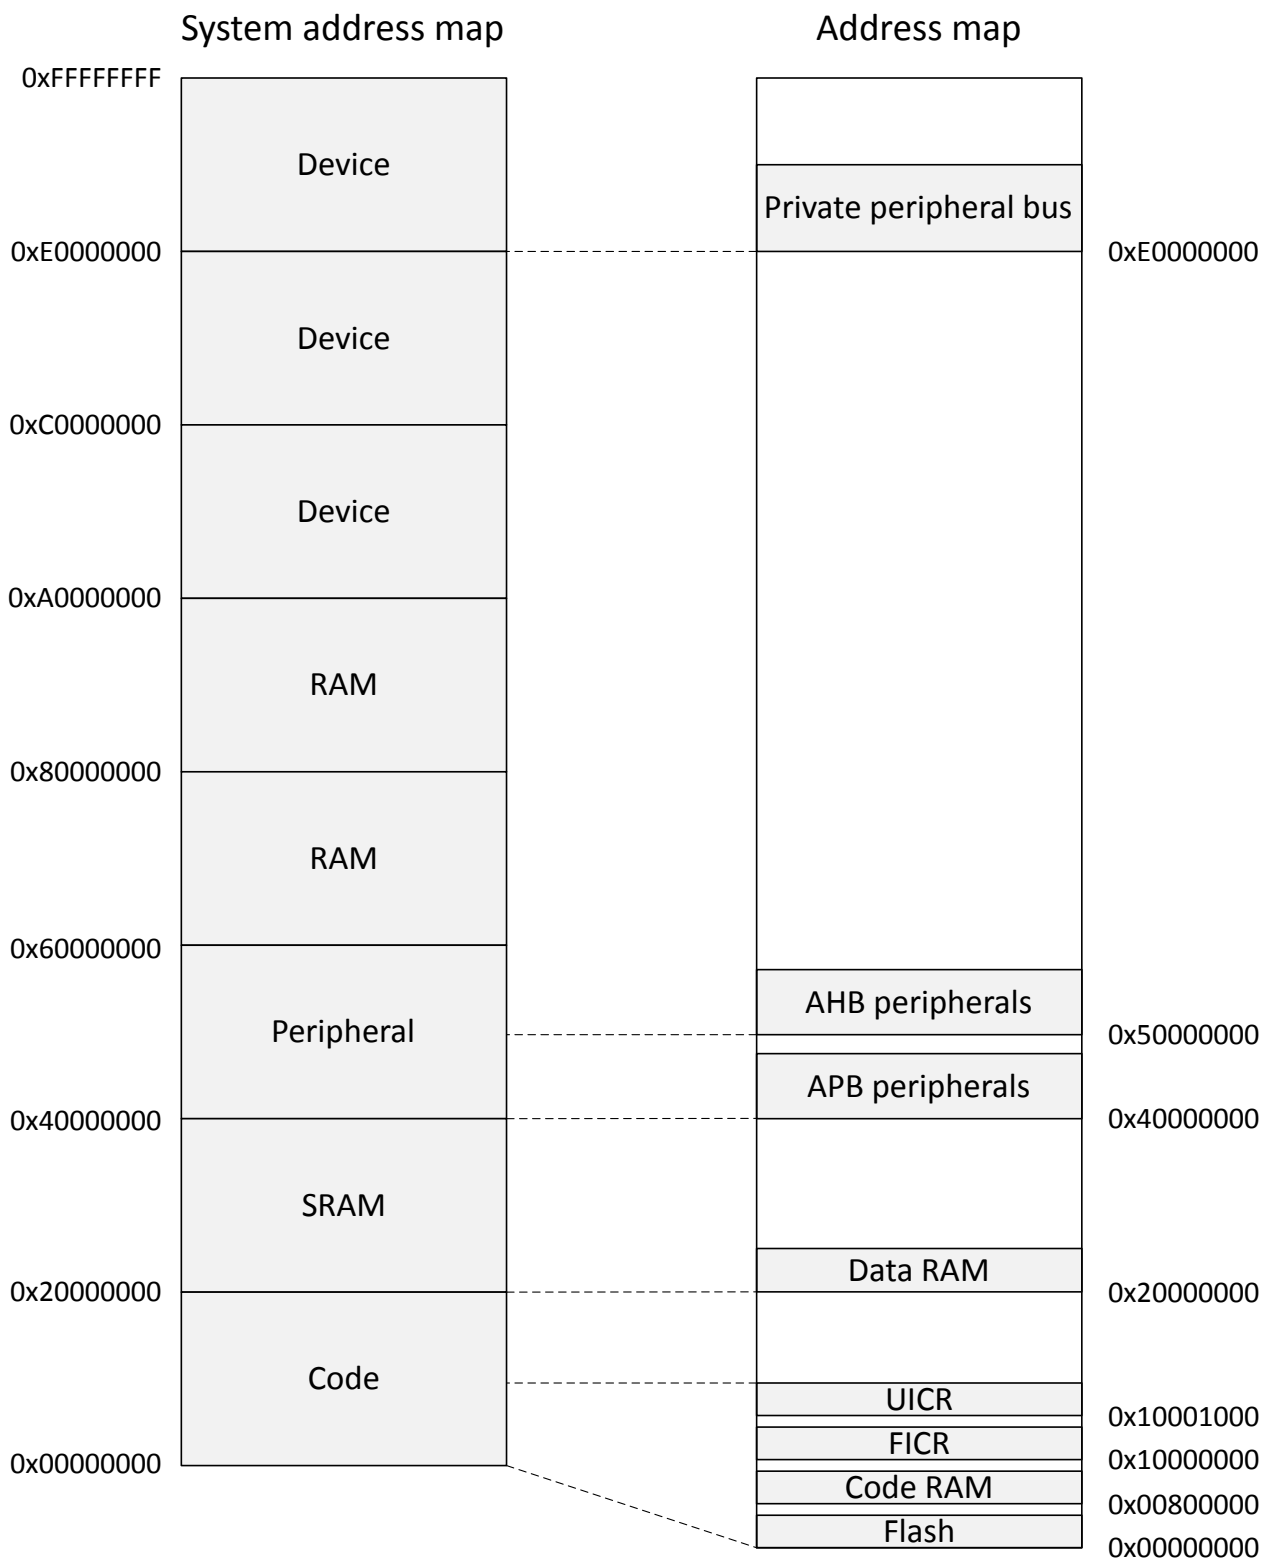 System address map
Address map
0xFFFFFFFF
Device
Private peripheral bus
0xE0000000
0xE0000000
Device
0xC0000000
Device
0xA0000000
RAM
0x80000000
RAM
0x60000000
AHB peripherals
Peripheral
0x50000000
APB peripherals
0x40000000
0x40000000
SRAM
Data RAM
0x20000000
0x20000000
Code
UICR
0x10001000
FICR
0x10000000
0x00000000
Code RAM
0x00800000
Flash
0x00000000